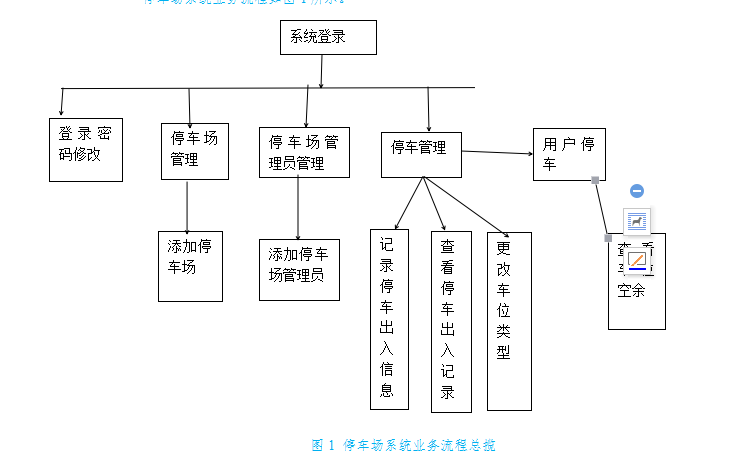 系统登录
登录密
码修改
停车场
管理
停车场管
理员管理
停车管理
用户停
车
添加停
车场
添加停车
场管理员
记
录
停
车
出
入
信
息
查
看
停
车
出
入
记
录
更
改
车
位
类
型
空余
图 1 停车场系统业务流程总揽